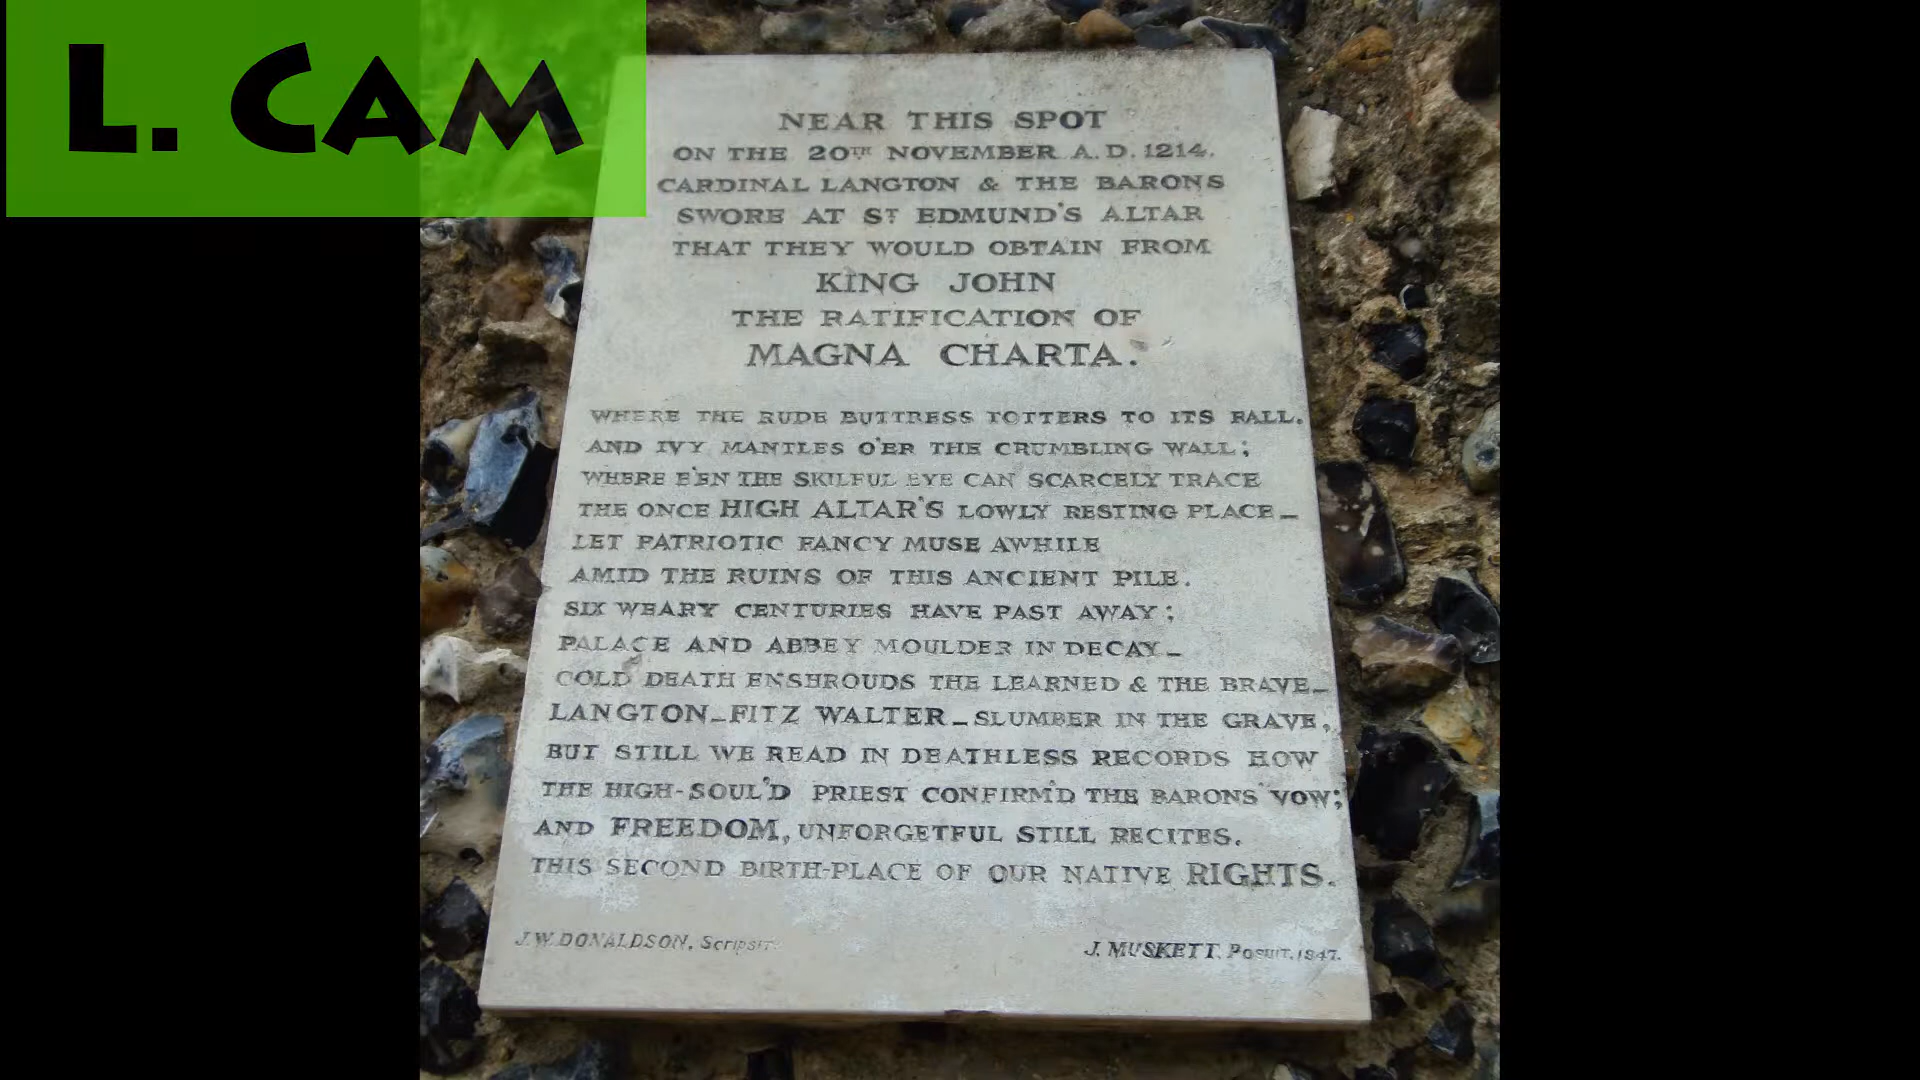 L. CAM
NEAR THIS SPOT
ON THE 20TH NOVEMBER A.D. 1214.
CARDINAL LANGTON & THE BARONS
SWORE AT ST EDMUND'S ALTAR
THAT THEY WOULD OBTAIN FROM
KING JOHN
THE RATIFICATION OF
MAGNA CHARTA.
WHERE THE RUDE BUTTRESS TOTTERS TO ITS FALL,
AND IVY MANTLES O'ER THE CRUMBLING WALL;
WHERE E'EN THE SKILFUL EYE CAN SCARCELY TRACE
THE ONCE HIGH ALTAR'S LOWLY RESTING PLACE_
LET PATRIOTIC FANCY MUSE AWHILE
AMID THE RUINS OF THIS ANCIENT PILE.
SIX WEARY CENTURIES HAVE PAST AWAY;
PALACE AND ABBEY MOULDER IN DECAY_
COLD DEATH ENSHROUDS THE LEARNED & THE BRAVE_
LANGTON_FITZ WALTER_SLUMBER IN THE GRAVE,
BUT STILL WE READ IN DEATHLESS RECORDS HOW
THE HIGH-SOUL'D PRIEST CONFIRM'D THE BARONS' VOW;
AND FREEDOM, UNFORGETFUL STILL RECITES,
THIS SECOND BIRTH-PLACE OF OUR NATIVE RIGHTS.
J.W. DONALDSON, Scripsit.
J. MUSKETT, Posuit, 1847.